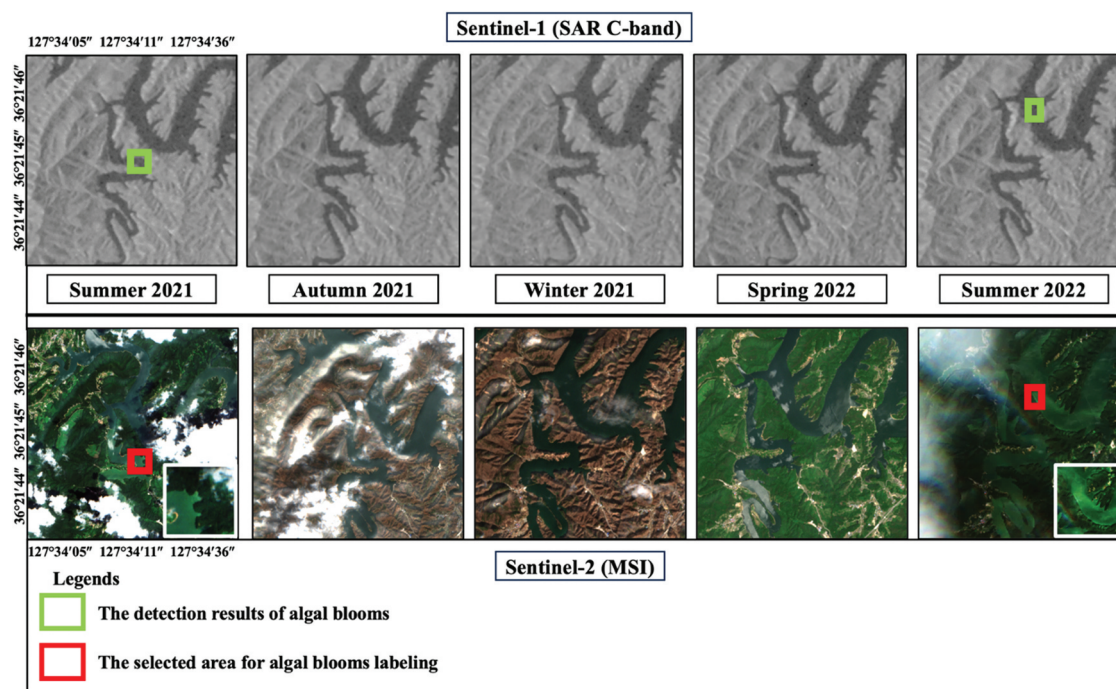 Sentinel-1 (SAR C-band)
127°34′05″ 127°34′11″ 127°34′36″
36°21′46″
36°21′45″
36°21′44″
Summer 2021
Autumn 2021
Winter 2021
Spring 2022
Summer 2022
36°21′46″
36°21′45″
36°21′44″
127°34′05″ 127°34′11″ 127°34′36″
Sentinel-2 (MSI)
Legends
The detection results of algal blooms
The selected area for algal blooms labeling